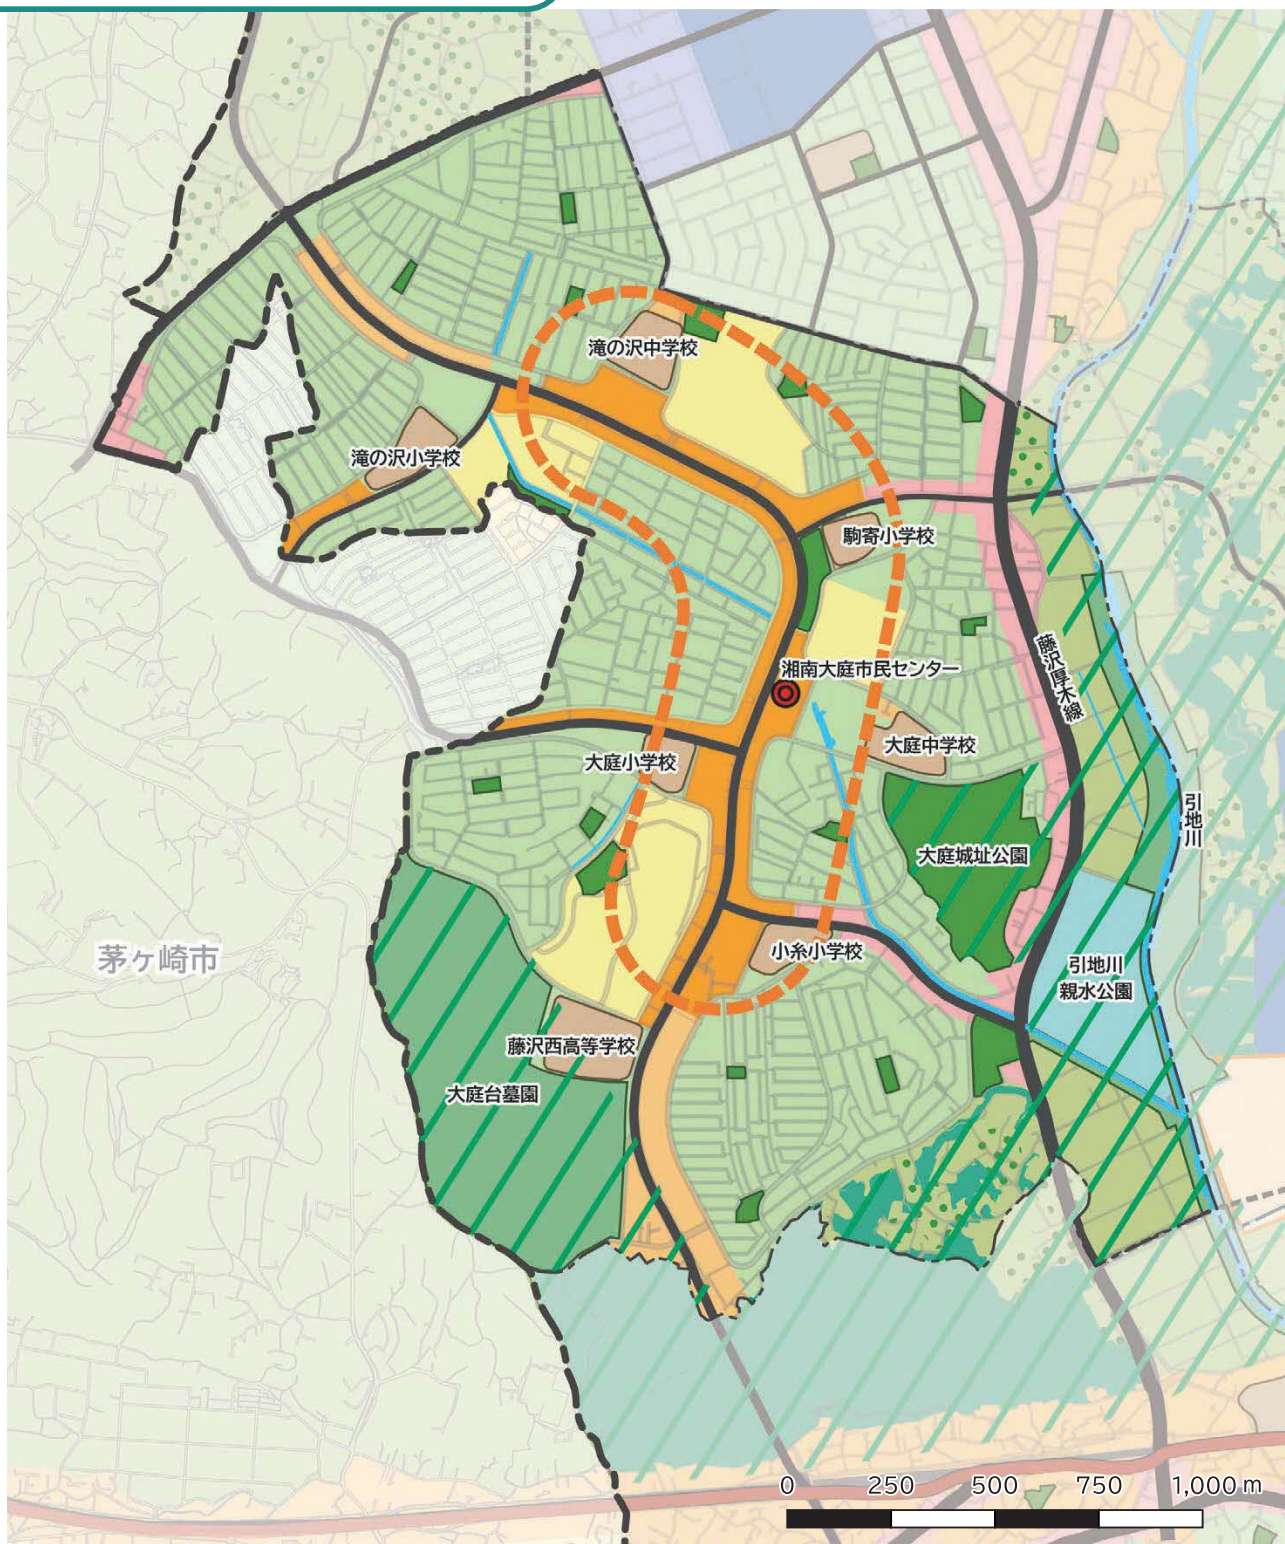 滝の沢中学校
滝の沢小学校
駒寄小学校
湘南大庭市民センター
藤沢厚木線
大庭中学校
大庭小学校
引地川
大庭城址公園
小糸小学校
茅ヶ崎市
引地川
親水公園
藤沢西高等学校
大庭台墓園
0 250 500 750 1,000 m